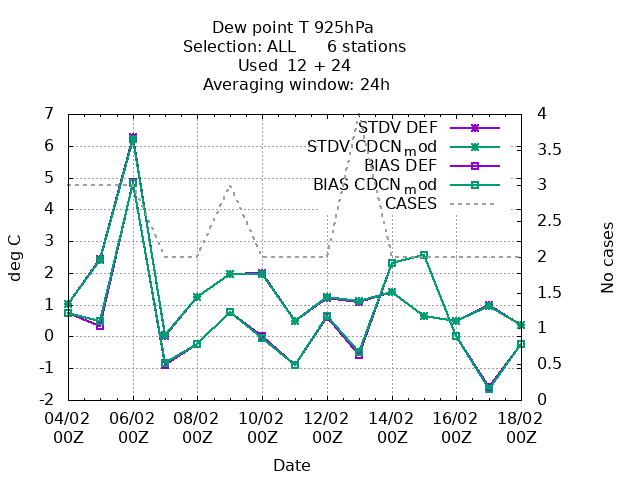 Dew point T 925hPa
Selection: ALL 6 stations
Used 12 + 24
Averaging window: 24h
7
6
5
4
3
2
1
0
-1
-2
4
3.5
3
2.5
2
1.5
1
0.5
0
deg C
No cases
STDV DEF
STDV CDCN_mod
BIAS DEF
BIAS CDCN_mod
CASES
04/02 06/02 08/02 10/02 12/02 14/02 16/02 18/02
00Z 00Z 00Z 00Z 00Z 00Z 00Z 00Z
Date